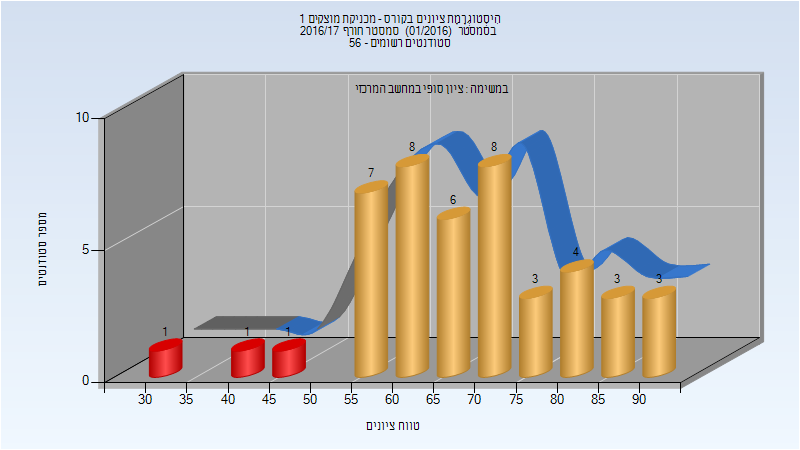 היסטוגרמת ציונים בקורס - מכניקת מוצקים 1
בסמסטר (01/2016) סמסטר חורף 2016/17
סטודנטים רשומים - 56
במשימה : ציון סופי במחשב המרכזי
מספר סטודנטים
10
5
0
1
1
1
7
8
6
8
3
4
3
3
30 35 40 45 50 55 60 65 70 75 80 85 90
טווח ציונים